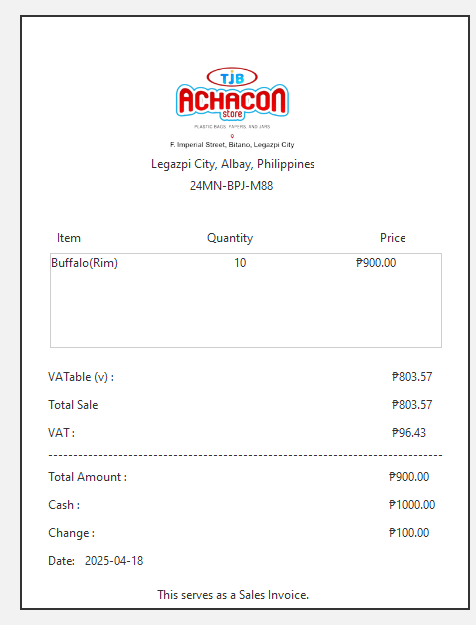 TJB
ACHACON
store
PLASTIC BAGS, PAPERS, AND JARS
F. Imperial Street, Bitano, Legazpi City
Legazpi City, Albay, Philippines
24MN-BPJ-M88
Item Quantity Price
Buffalo(Rim) 10 ₱900.00
VATable (v) : ₱803.57
Total Sale ₱803.57
VAT : ₱96.43
Total Amount : ₱900.00
Cash : ₱1000.00
Change : ₱100.00
Date: 2025-04-18
This serves as a Sales Invoice.